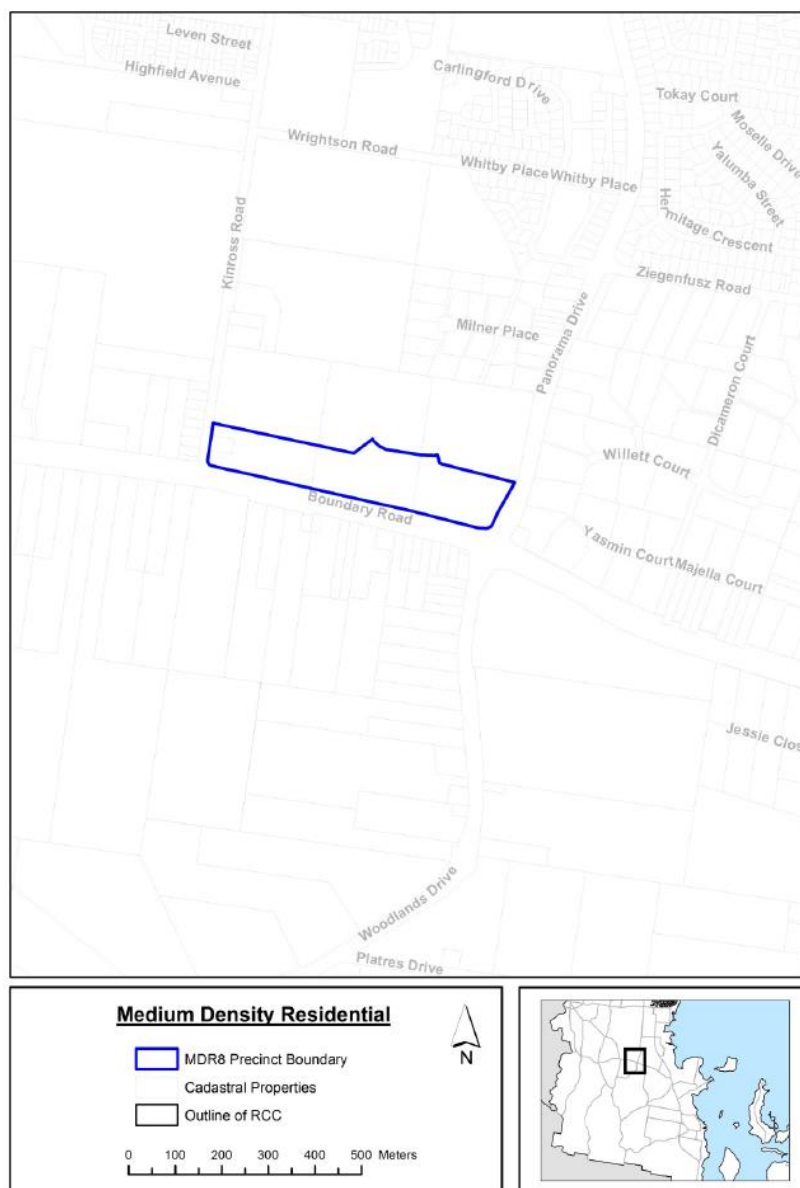 Leven Street
Highfield Avenue
Carlingford Drive
Tokay Court
Moselle Drive
Wrightson Road
Yalumba Street
Whitby Place Whitby Place
Hermitage Crescent
Kinross Road
Ziegenfusz Road
Panorama Drive
Milner Place
Dicameron Court
Willett Court
Boundary Road
Yasmin Court Majella Court
Jessie Clos
Woodlands Drive
Platres Drive
Medium Density Residential
MDR8 Precinct Boundary
Cadastral Properties
Outline of RCC
N
0 100 200 300 400 500 Meters